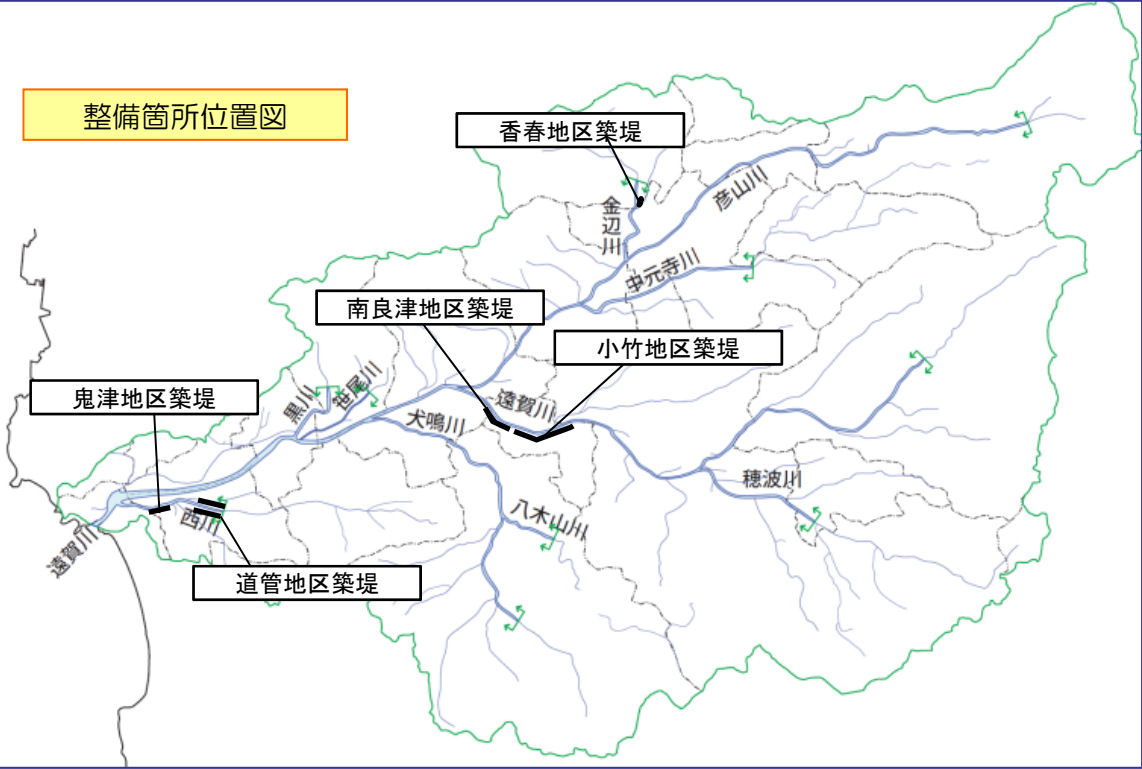 整備箇所位置図
香春地区築堤
彦山川
金辺川
中元寺川
南良津地区築堤
小竹地区築堤
笹尾川
黒川
鬼津地区築堤
遠賀川
犬鳴川
穂波川
八木山川
西川
遠賀川
道管地区築堤